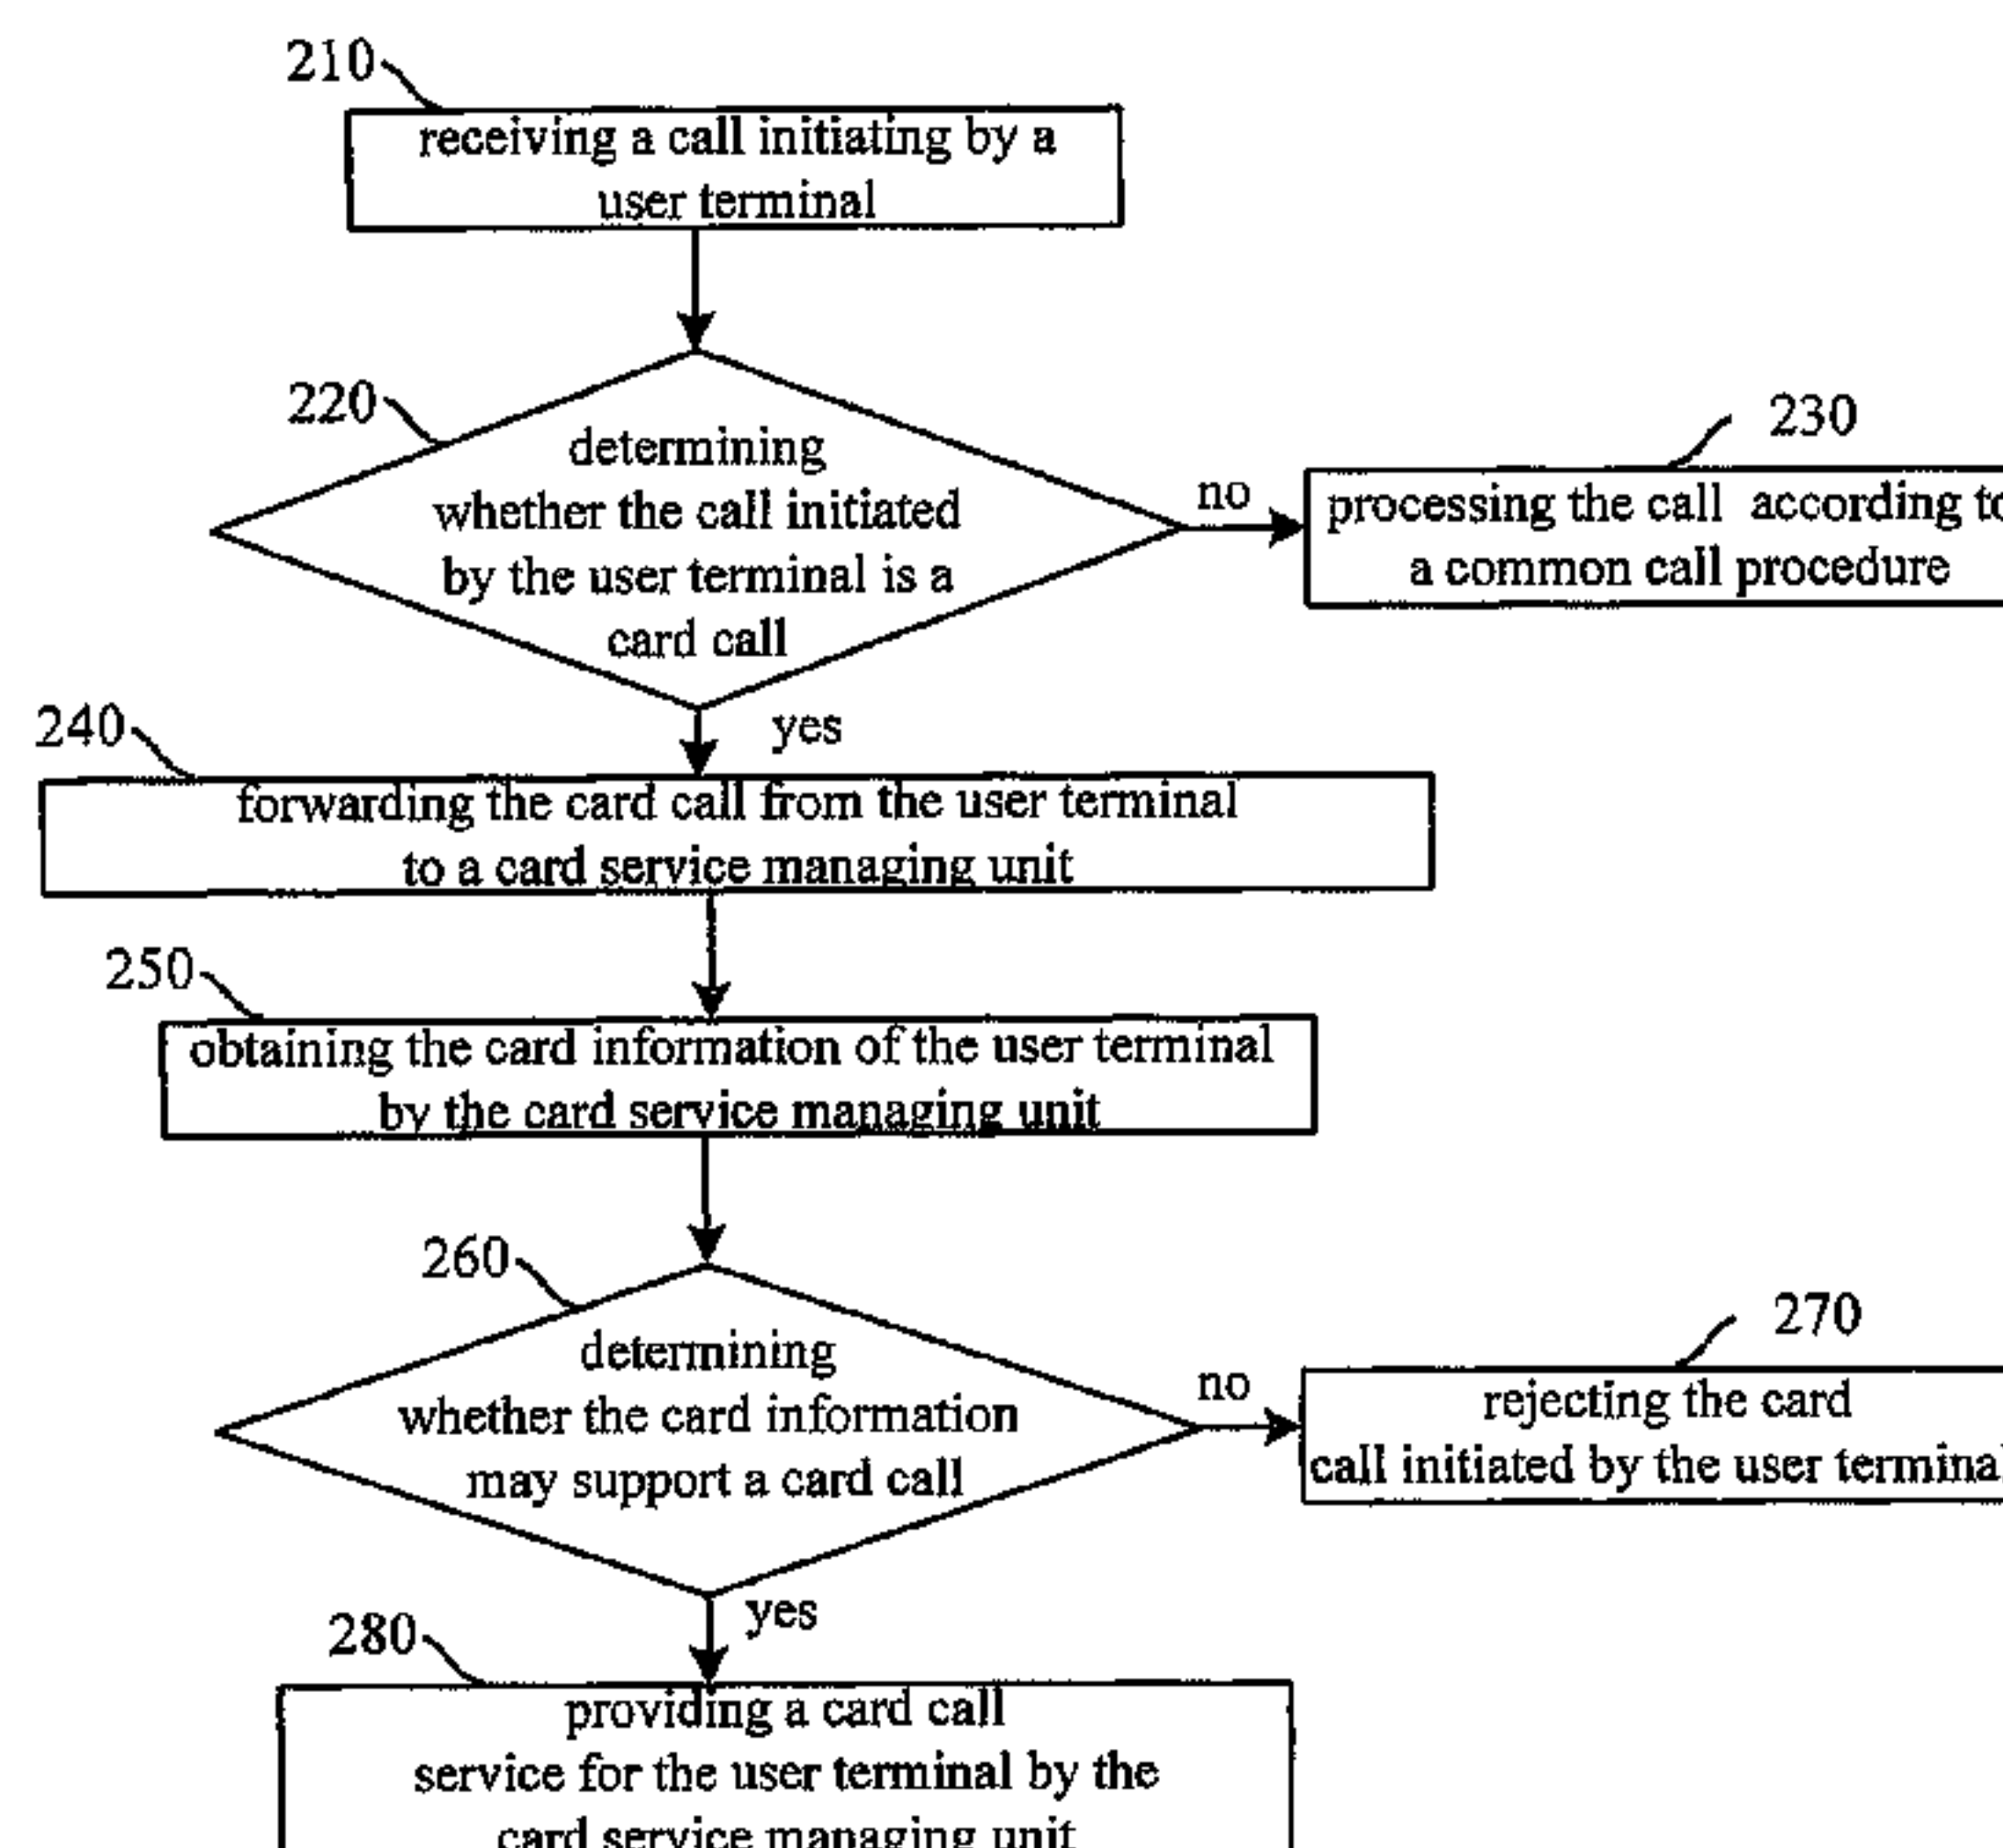 210
receiving a call initiating by a
user terminal
220
determining
whether the call initiated
by the user terminal is a
card call
no
230
processing the call according to
a common call procedure
yes
240
forwarding the card call from the user terminal
to a card service managing unit
250
obtaining the card information of the user terminal
by the card service managing unit
260
determining
whether the card information
may support a card call
no
270
rejecting the card
call initiated by the user terminal
yes
280
providing a card call
service for the user terminal by the
card service managing unit